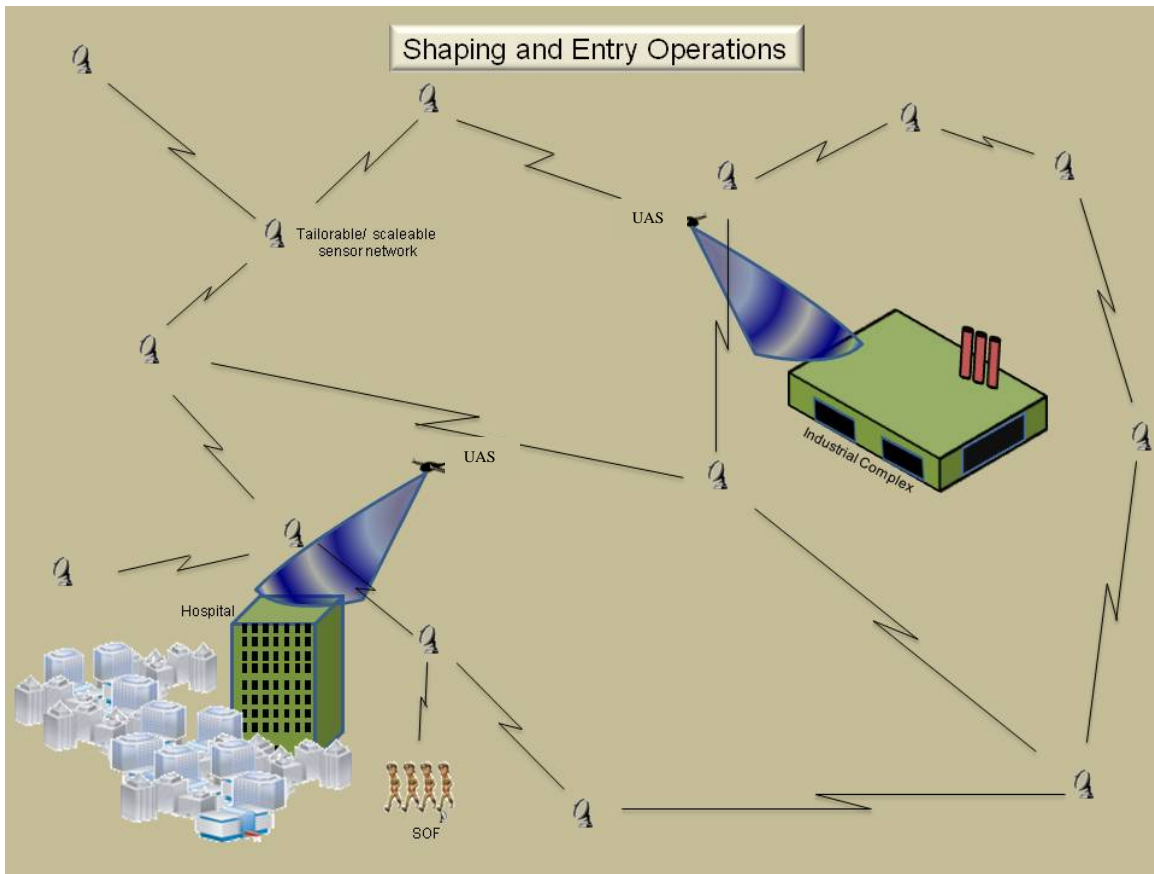 Shaping and Entry Operations
UAS
Tailorable/ scaleable
sensor network
Industrial Complex
UAS
Hospital
SOF